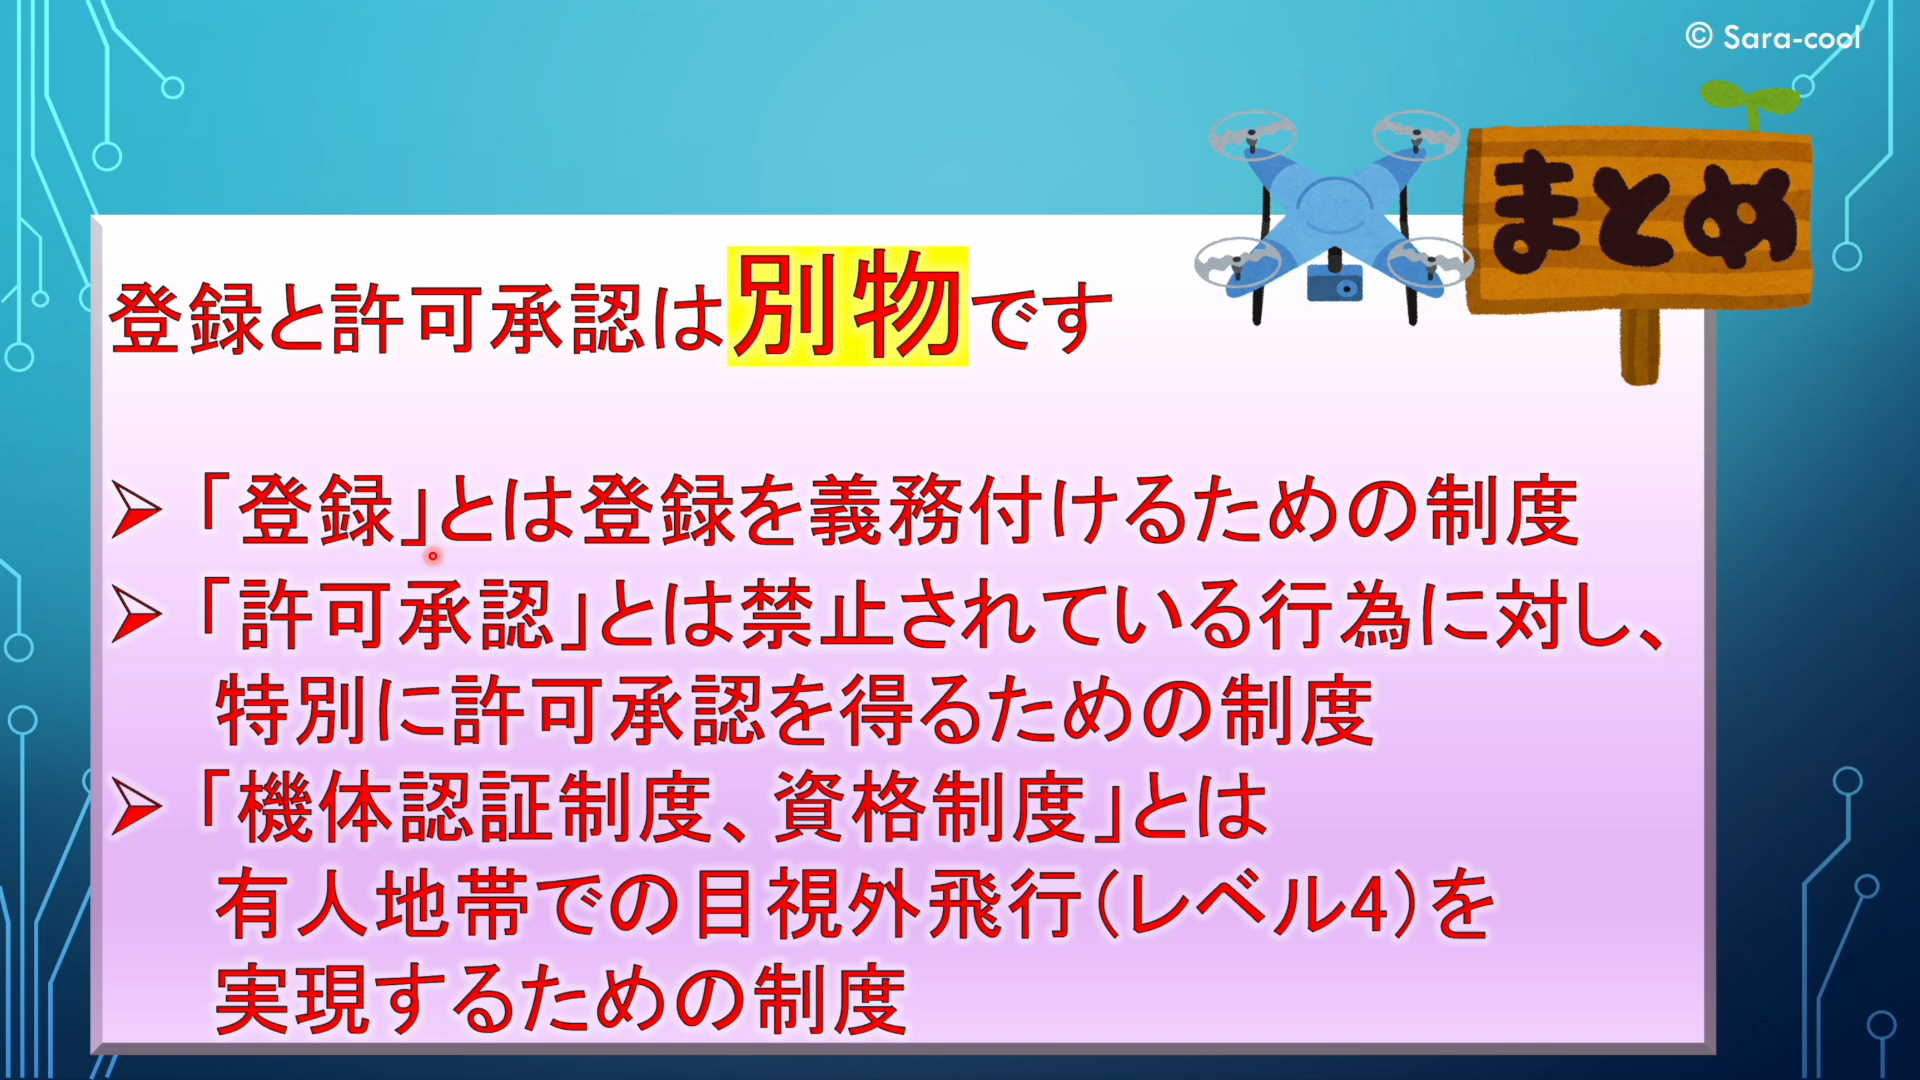 © Sara-cool
まとめ
登録と許可承認は別物です
「登録」とは登録を義務付けるための制度
「許可承認」とは禁止されている行為に対し、
特別に許可承認を得るための制度
「機体認証制度、資格制度」とは
有人地帯での目視外飛行(レベル4)を
実現するための制度